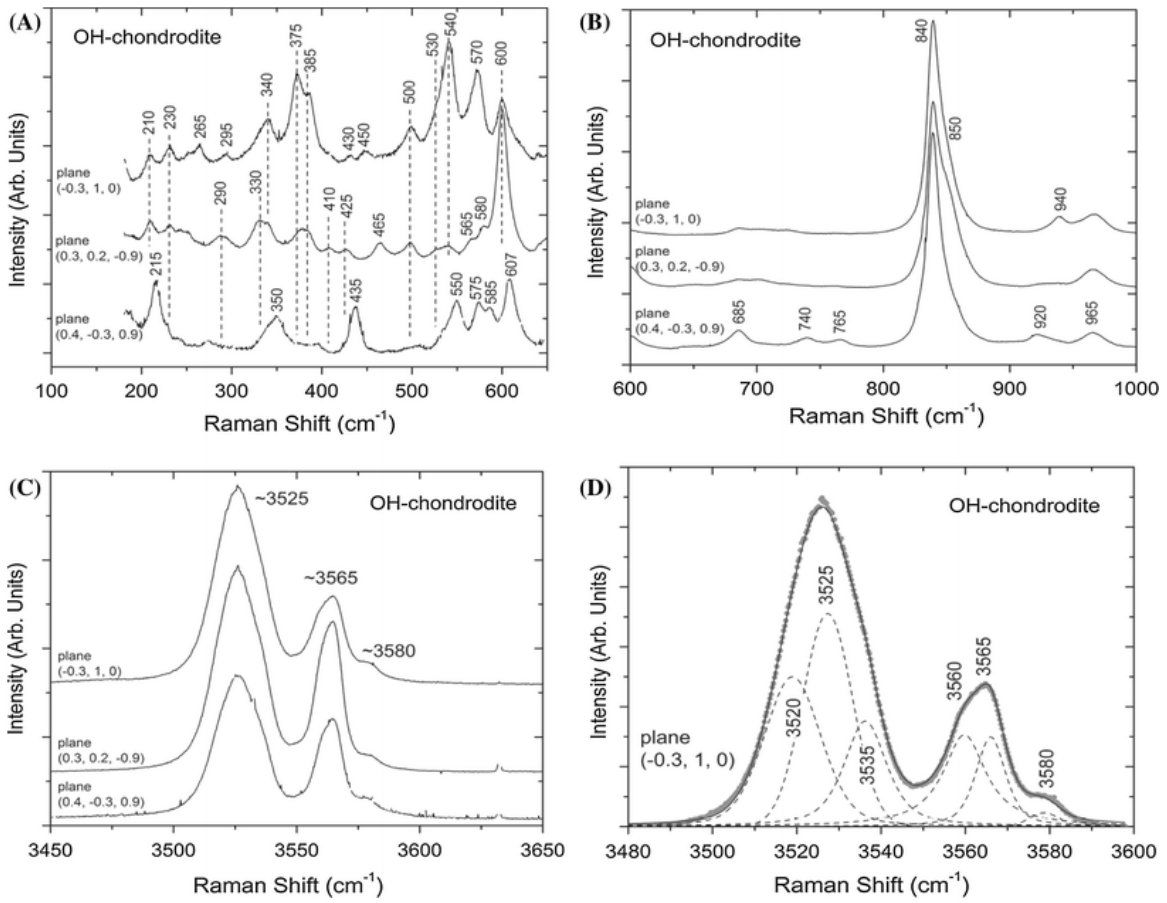 (A)
OH-chondrodite
210
230
265
295
340
375
385
430
450
500
530
540
570
600
plane
(-0.3, 1, 0)
290
330
410
425
465
565
580
plane
(0.3, 0.2, -0.9)
215
350
435
550
575
585
607
plane
(0.4, -0.3, 0.9)
Intensity (Arb. Units)
100 200 300 400 500 600
Raman Shift (cm⁻¹)
(B)
OH-chondrodite
840
850
940
plane
(-0.3, 1, 0)
plane
(0.3, 0.2, -0.9)
plane
(0.4, -0.3, 0.9)
685
740
765
920
965
Intensity (Arb. Units)
600 700 800 900 1000
Raman Shift (cm⁻¹)
(C)
OH-chondrodite
~3525
~3565
~3580
plane
(-0.3, 1, 0)
plane
(0.3, 0.2, -0.9)
plane
(0.4, -0.3, 0.9)
Intensity (Arb. Units)
3450 3500 3550 3600 3650
Raman Shift (cm⁻¹)
(D)
OH-chondrodite
3520
3525
3535
3560
3565
3580
plane
(-0.3, 1, 0)
Intensity (Arb. Units)
3480 3500 3520 3540 3560 3580 3600
Raman Shift (cm⁻¹)